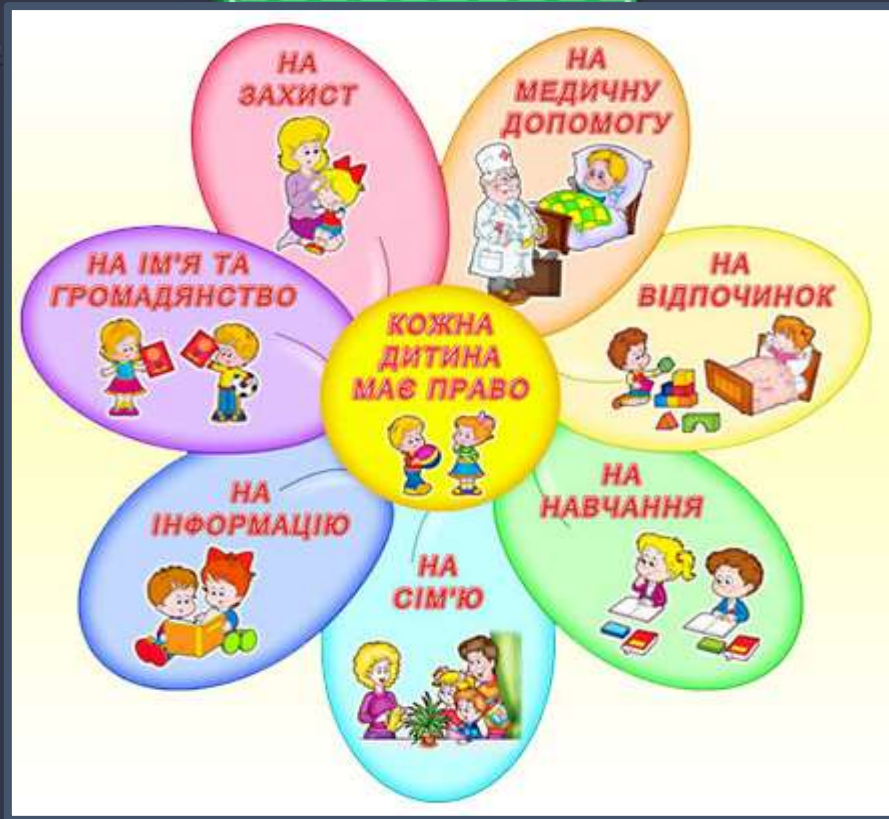 НА
ЗАХИСТ
НА
МЕДИЧНУ
ДОПОМОГУ
НА ІМ'Я ТА
ГРОМАДЯНСТВО
НА
ВІДПОЧИНОК
КОЖНА
ДИТИНА
МАЄ ПРАВО
НА
ІНФОРМАЦІЮ
НА
НАВЧАННЯ
НА
СІМ'Ю